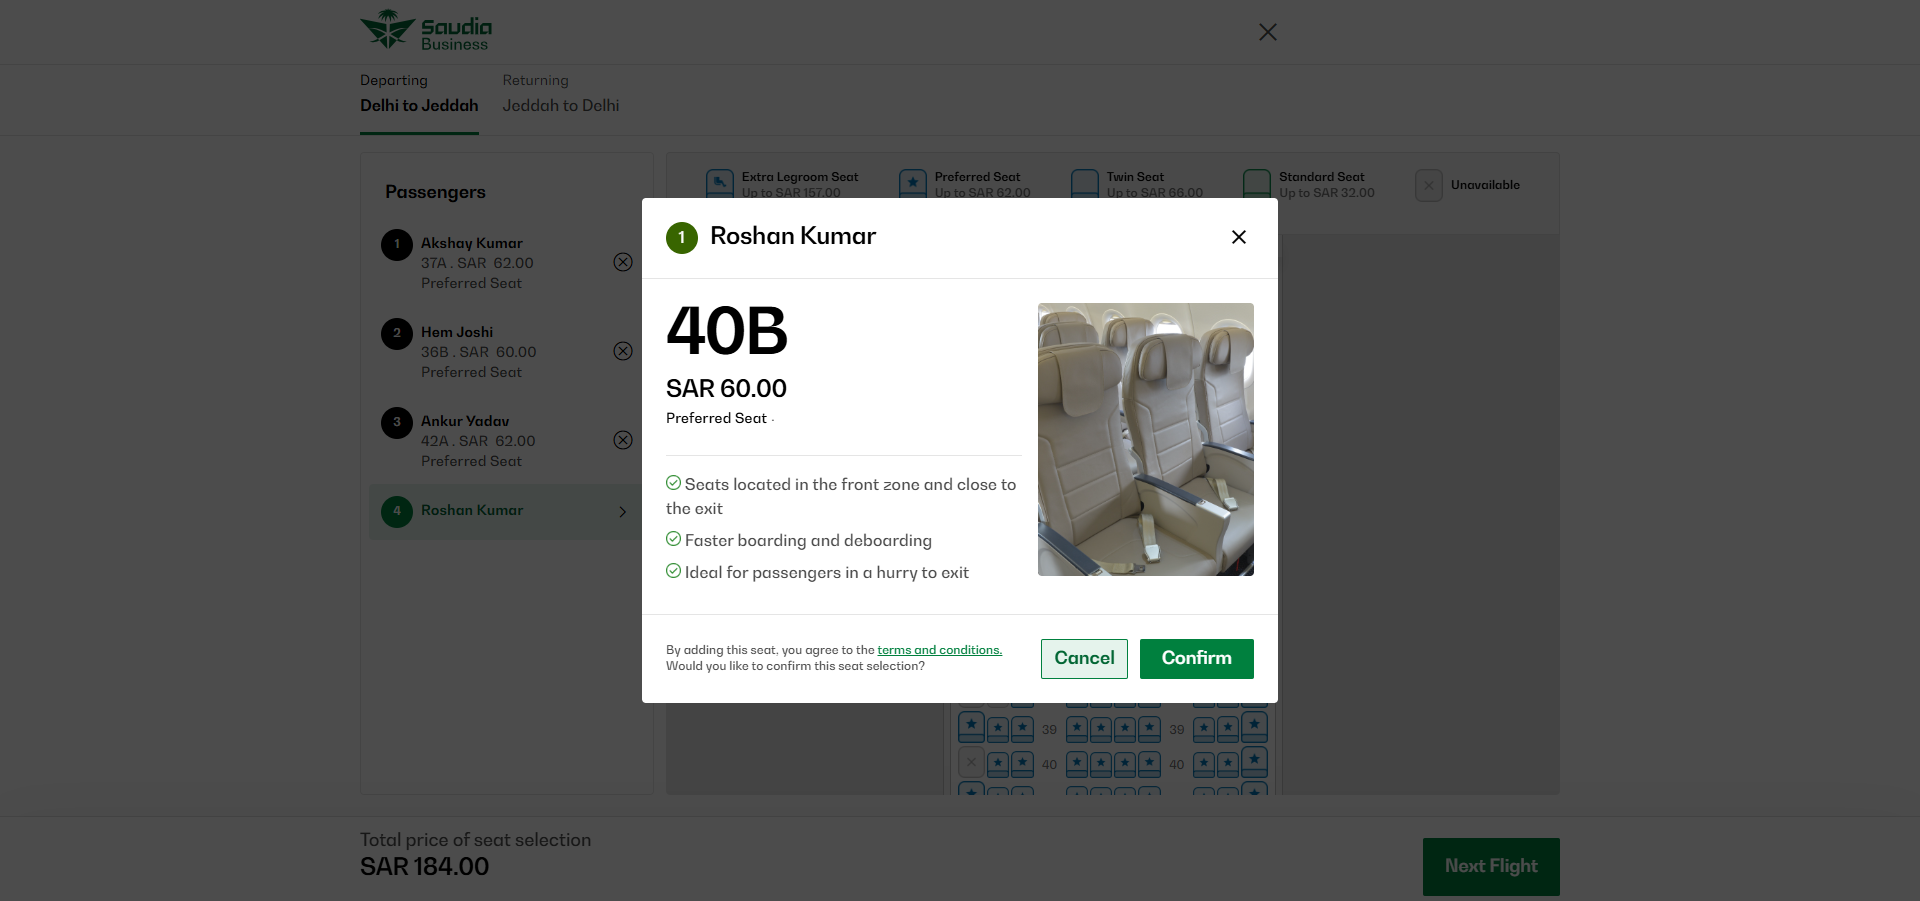 Saudia
Business
Departing
Delhi to Jeddah
Returning
Jeddah to Delhi
Passengers
1
Akshay Kumar
37A . SAR 62.00
Preferred Seat
2
Hem Joshi
36B . SAR 60.00
Preferred Seat
3
Ankur Yadav
42A . SAR 62.00
Preferred Seat
4
Roshan Kumar
Extra Legroom Seat
Up to SAR 157.00
Preferred Seat
Up to SAR 62.00
Twin Seat
Up to SAR 66.00
Standard Seat
Up to SAR 32.00
Unavailable
1
Roshan Kumar
40B
SAR 60.00
Preferred Seat ·
Seats located in the front zone and close to
the exit
Faster boarding and deboarding
Ideal for passengers in a hurry to exit
By adding this seat, you agree to the terms and conditions.
Would you like to confirm this seat selection?
Cancel
Confirm
39 39
40 40
Total price of seat selection
SAR 184.00
Next Flight